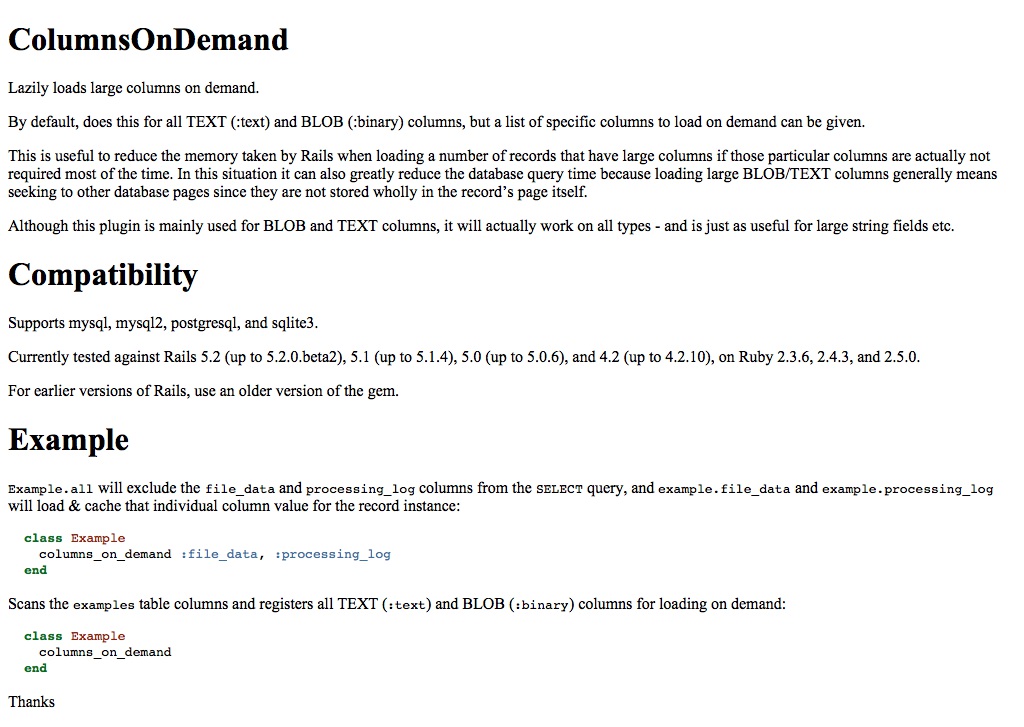 ColumnsOnDemand
Lazily loads large columns on demand.
By default, does this for all TEXT (:text) and BLOB (:binary) columns, but a list of specific columns to load on demand can be given.
This is useful to reduce the memory taken by Rails when loading a number of records that have large columns if those particular columns are actually not
required most of the time. In this situation it can also greatly reduce the database query time because loading large BLOB/TEXT columns generally means
seeking to other database pages since they are not stored wholly in the record’s page itself.
Although this plugin is mainly used for BLOB and TEXT columns, it will actually work on all types - and is just as useful for large string fields etc.
Compatibility
Supports mysql, mysql2, postgresql, and sqlite3.
Currently tested against Rails 5.2 (up to 5.2.0.beta2), 5.1 (up to 5.1.4), 5.0 (up to 5.0.6), and 4.2 (up to 4.2.10), on Ruby 2.3.6, 2.4.3, and 2.5.0.
For earlier versions of Rails, use an older version of the gem.
Example
Example.all will exclude the file_data and processing_log columns from the SELECT query, and example.file_data and example.processing_log
will load & cache that individual column value for the record instance:
class Example
  columns_on_demand :file_data, :processing_log
end
Scans the examples table columns and registers all TEXT (:text) and BLOB (:binary) columns for loading on demand:
class Example
  columns_on_demand
end
Thanks